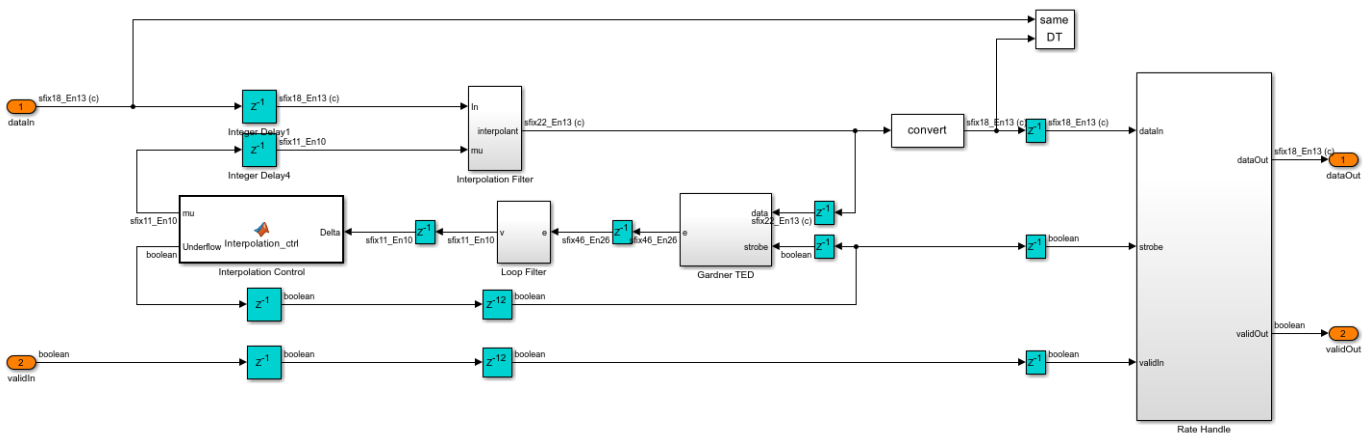 same
DT
1
sfix18_En13 (c)
dataIn
z-1
sfix18_En13 (c)
Integer Delay1
z-1
sfix11_En10
Integer Delay4
In
interpolant
mu
Interpolation Filter
sfix22_En13 (c)
convert
sfix18_En13 (c)
z-1
sfix18_En13 (c)
dataIn
dataOut
sfix18_En13 (c)
1
dataOut
mu
sfix11_En10
Underflow
boolean
Interpolation_ctrl
Delta
Interpolation Control
sfix11_En10
z-1
sfix11_En10
v
e
Loop Filter
sfix46_En26
z-1
sfix46_En26
e
data
strobe
Gardner TED
sfix22_En13 (c)
z-1
boolean
z-1
z-1
boolean
strobe
z-1
boolean
z-12
boolean
validOut
boolean
2
validOut
2
boolean
validIn
z-1
boolean
z-12
boolean
z-1
boolean
validIn
Rate Handle